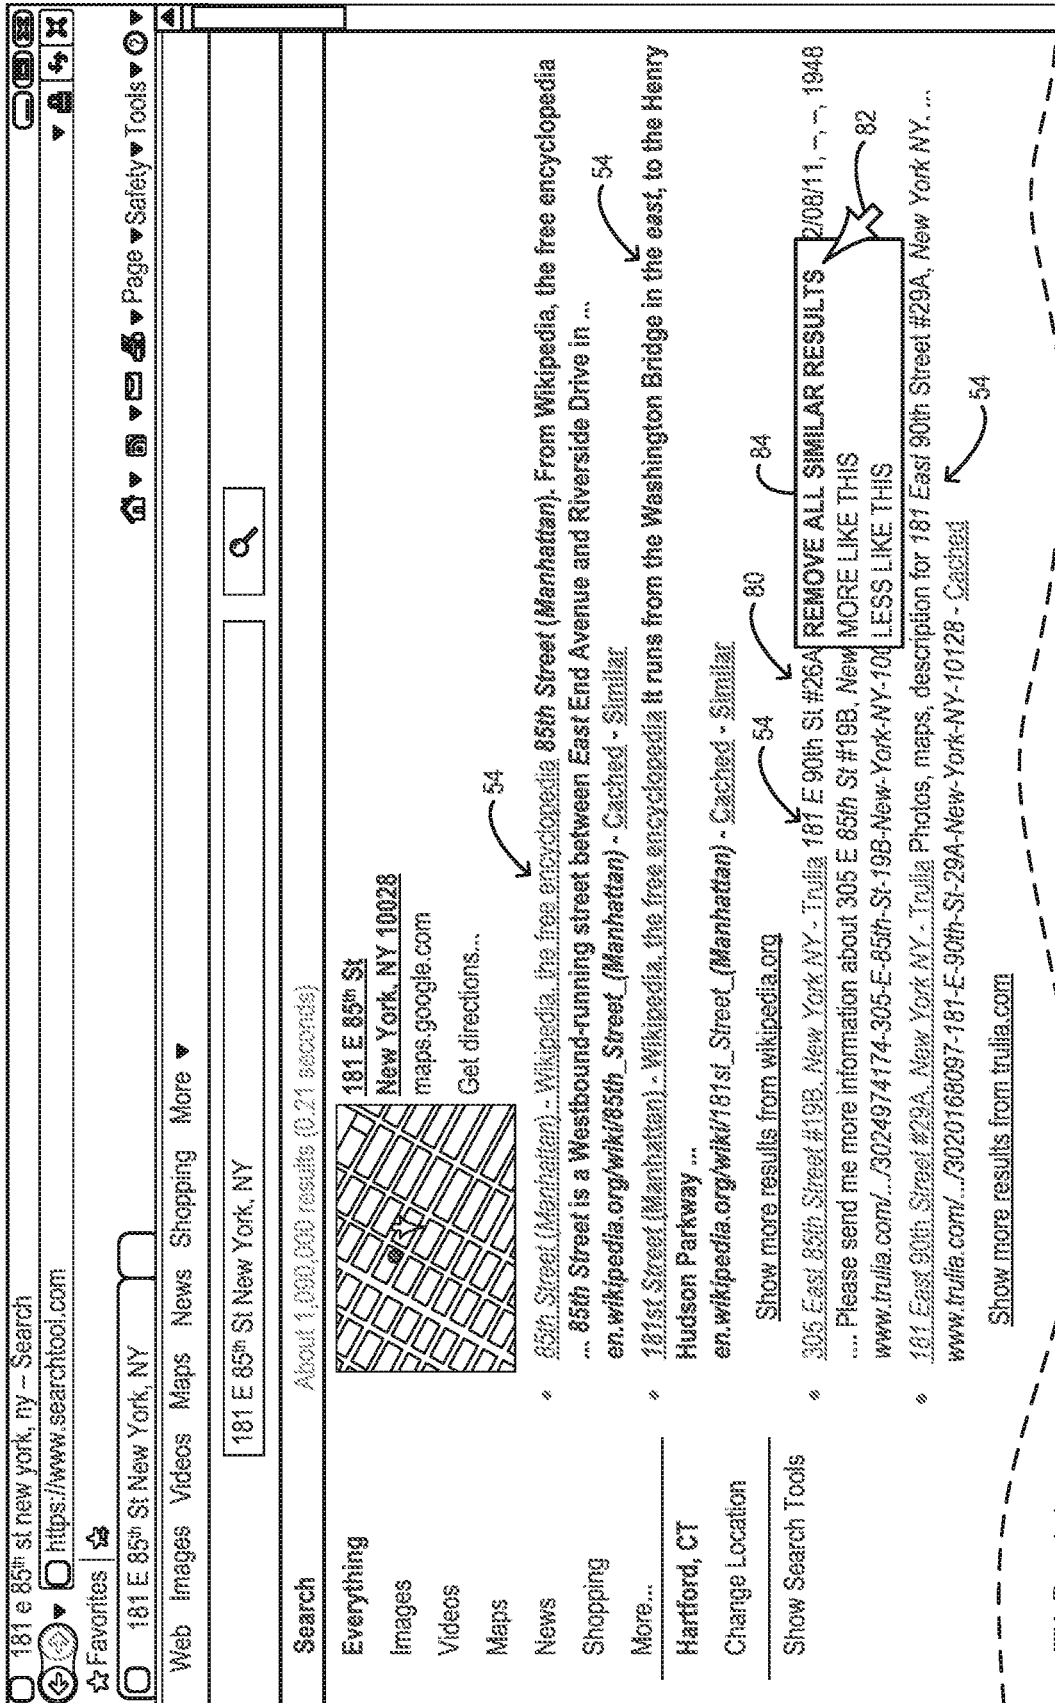 181 e 85th st new york, ny – Search
https://www.searchtool.com
Favorites
181 E 85th St New York, NY
Page Safety Tools
Web Images Videos Maps News Shopping More
181 E 85th St New York, NY
Search
About 1,090,000 results (0.21 seconds)
Everything
Images
Videos
Maps
News
Shopping
More...
Hartford, CT
Change Location
Show Search Tools
181 E 85th St
New York, NY 10028
maps.google.com
Get directions...
85th Street (Manhattan) - Wikipedia, the free encyclopedia 85th Street (Manhattan). From Wikipedia, the free encyclopedia
... 85th Street is a Westbound-running street between East End Avenue and Riverside Drive in ...
en.wikipedia.org/wiki/85th_Street_(Manhattan) - Cached - Similar
54
181st Street (Manhattan) - Wikipedia, the free encyclopedia It runs from the Washington Bridge in the east, to the Henry
Hudson Parkway ...
en.wikipedia.org/wiki/181st_Street_(Manhattan) - Cached - Similar
54
Show more results from wikipedia.org
305 East 85th Street #19B, New York NY - Trulia 181 E 90th St #26A 2/08/11, --, --, 1948
.... Please send me more information about 305 E 85th St #19B, New
www.trulia.com/.../3024974174-305-E-85th-St-19B-New-York-NY-100
54
80
84
REMOVE ALL SIMILAR RESULTS
MORE LIKE THIS
LESS LIKE THIS
82
181 East 90th Street #29A, New York NY - Trulia Photos, maps, description for 181 East 90th Street #29A, New York NY. ...
www.trulia.com/.../3020168097-181-E-90th-St-29A-New-York-NY-10128 - Cached
54
Show more results from trulia.com